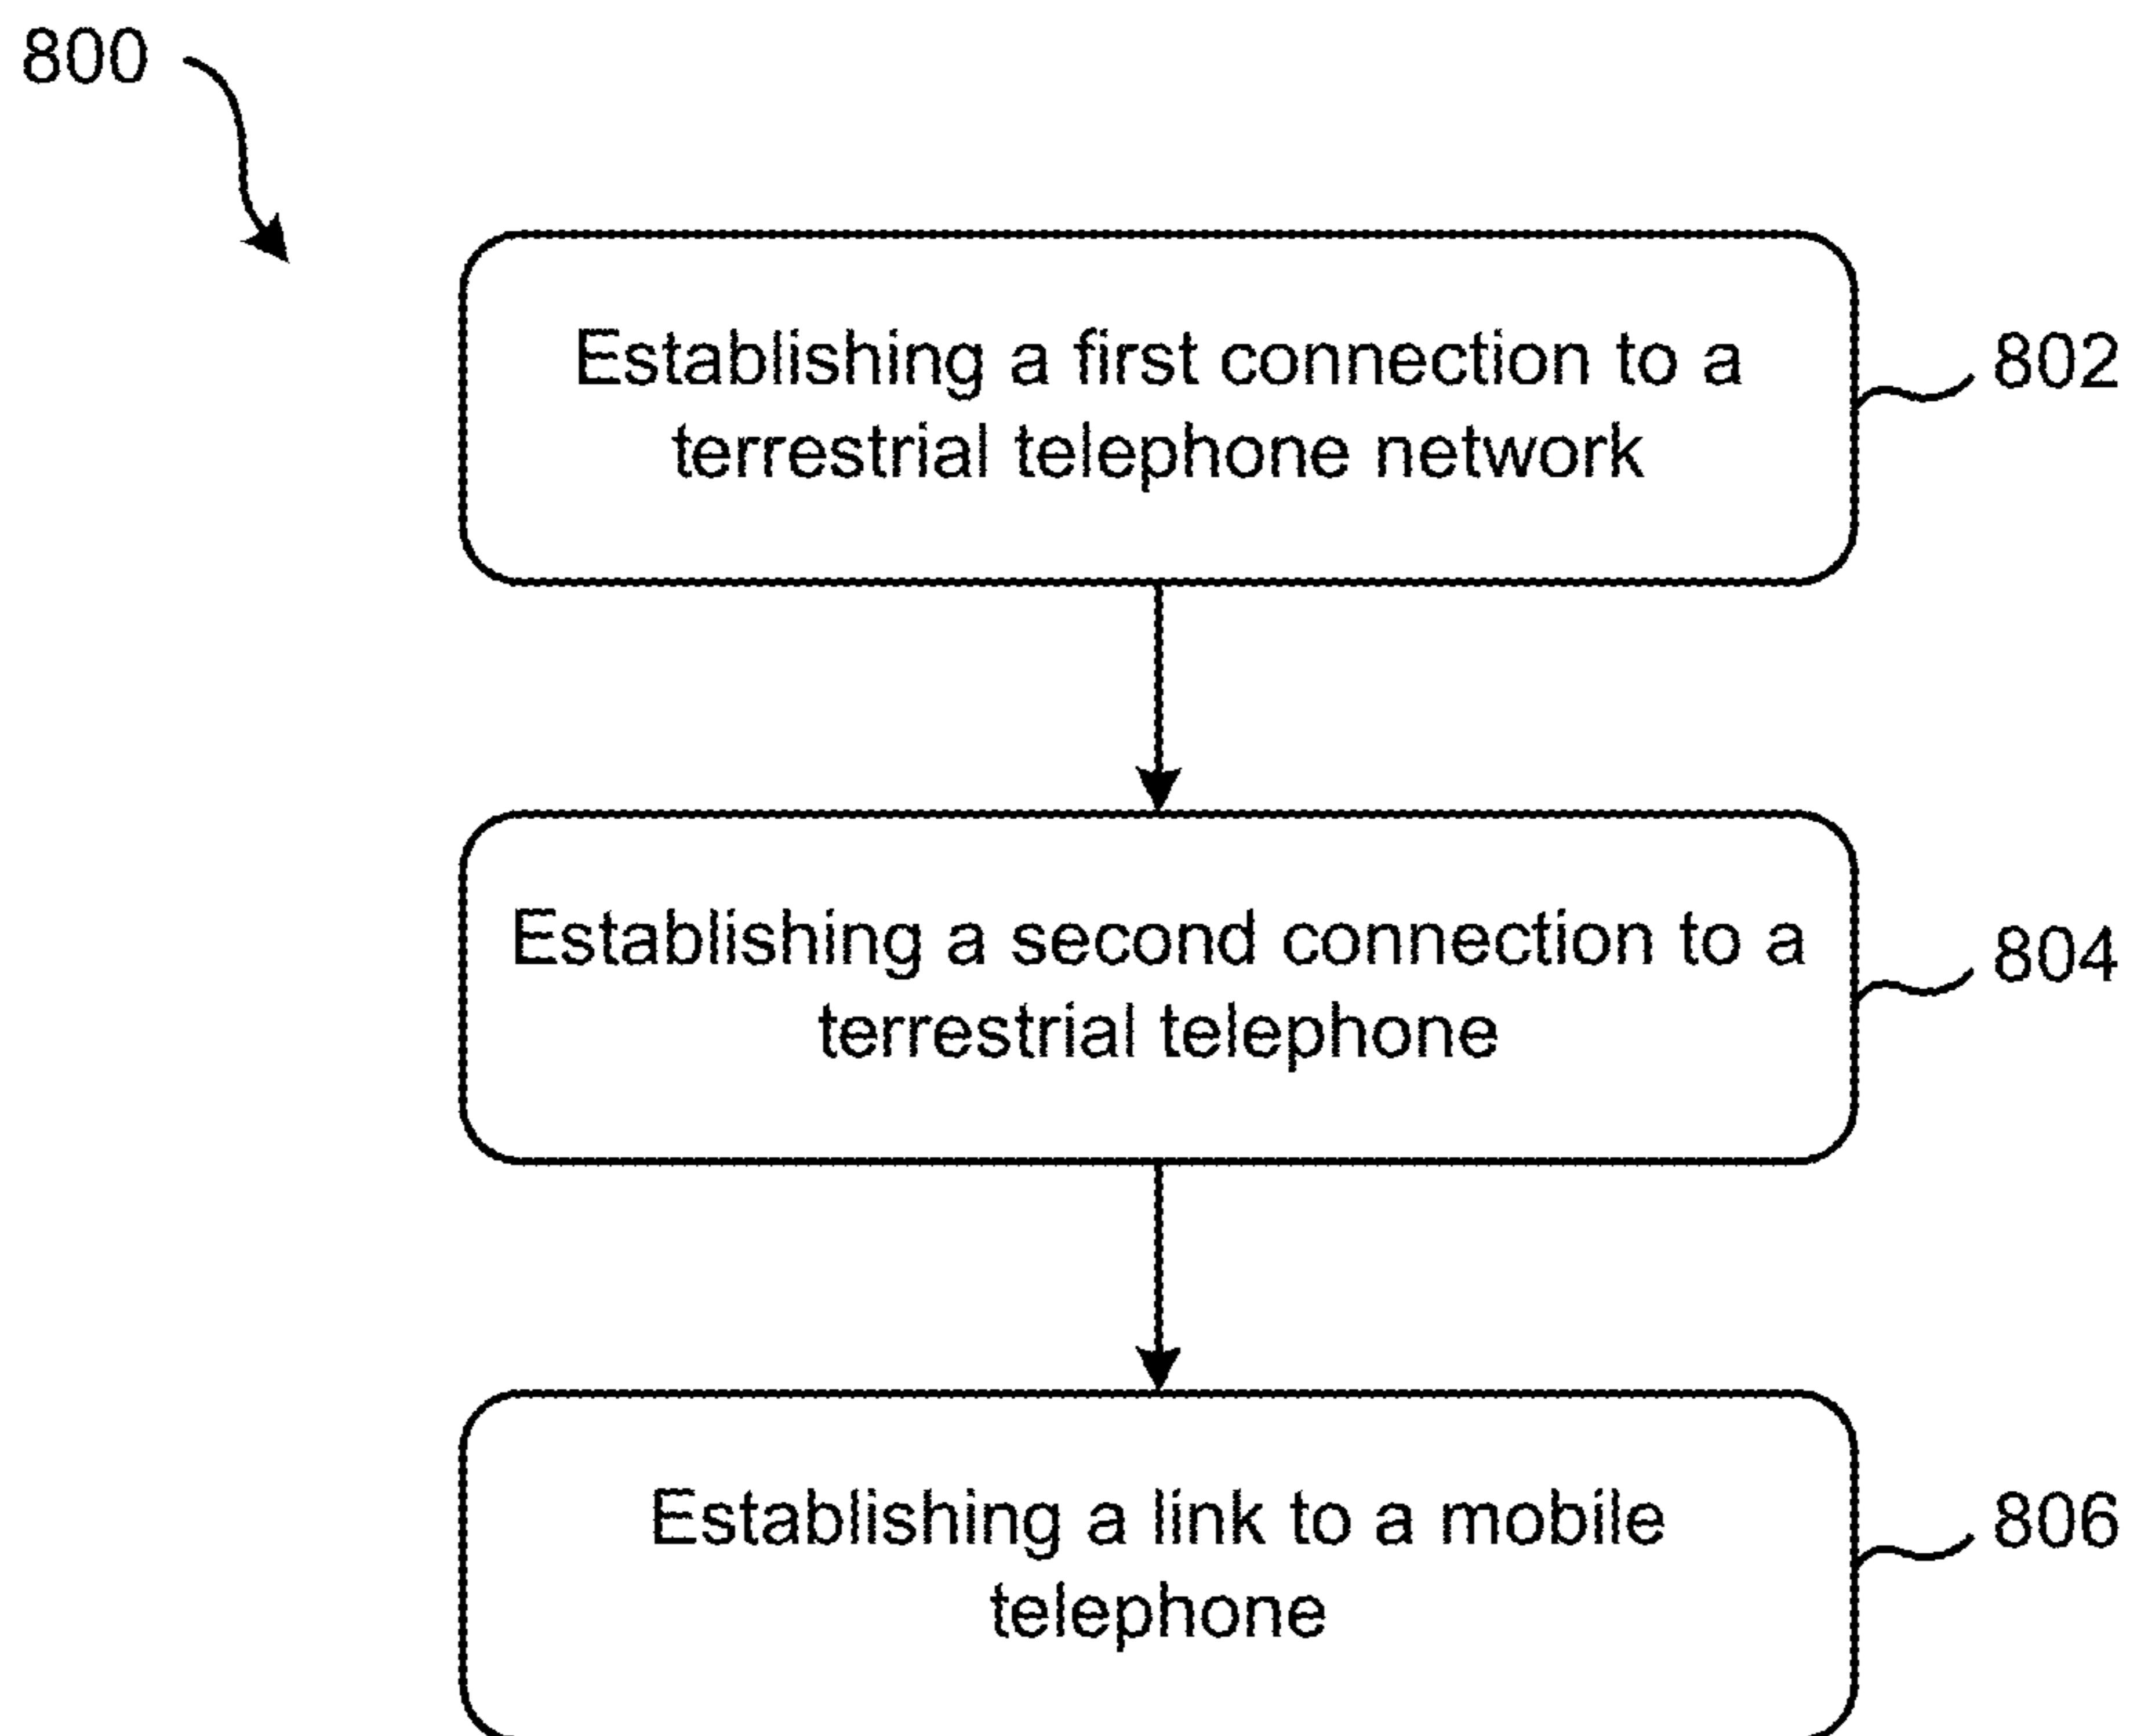 800
Establishing a first connection to a
terrestrial telephone network
802
Establishing a second connection to a
terrestrial telephone
804
Establishing a link to a mobile
telephone
806